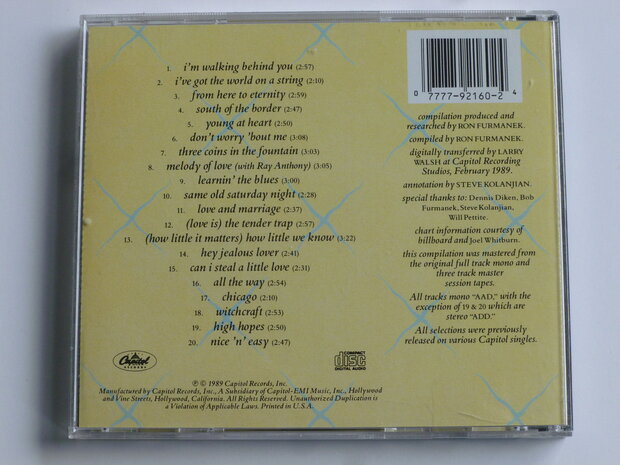 1. i'm walking behind you (2:57)
2. i've got the world on a string (2:10)
3. from here to eternity (2:59)
4. south of the border (2:47)
5. young at heart (2:50)
6. don't worry 'bout me (3:08)
7. three coins in the fountain (3:03)
8. melody of love (with Ray Anthony) (3:05)
9. learnin' the blues (3:00)
10. same old saturday night (2:28)
11. love and marriage (2:37)
12. (love is) the tender trap (2:57)
13. (how little it matters) how little we know (3:22)
14. hey jealous lover (2:41)
15. can i steal a little love (2:31)
16. all the way (2:54)
17. chicago (2:10)
18. witchcraft (2:53)
19. high hopes (2:50)
20. nice 'n' easy (2:47)
0 7777-92160-2 4
compilation produced and
researched by RON FURMANEK.
compiled by RON FURMANEK.
digitally transferred by LARRY
WALSH at Capitol Recording
Studios, February 1989.
annotation by STEVE KOLANJIAN.
special thanks to: Dennis Diken, Bob
Furmanek, Steve Kolanjian,
Will Pettite.
chart information courtesy of
billboard and Joel Whitburn.
this compilation was mastered from
the original full track mono and
three track master
session tapes.
All tracks mono "AAD," with the
exception of 19 & 20 which are
stereo "ADD."
All selections were previously
released on various Capitol singles.
Capitol
RECORDS
COMPACT
disc
DIGITAL AUDIO
℗ © 1989 Capitol Records, Inc.
Manufactured by Capitol Records, Inc., A Subsidiary of Capitol-EMI Music, Inc., Hollywood
and Vine Streets, Hollywood, California. All Rights Reserved. Unauthorized Duplication is
a Violation of Applicable Laws. Printed in U.S.A.